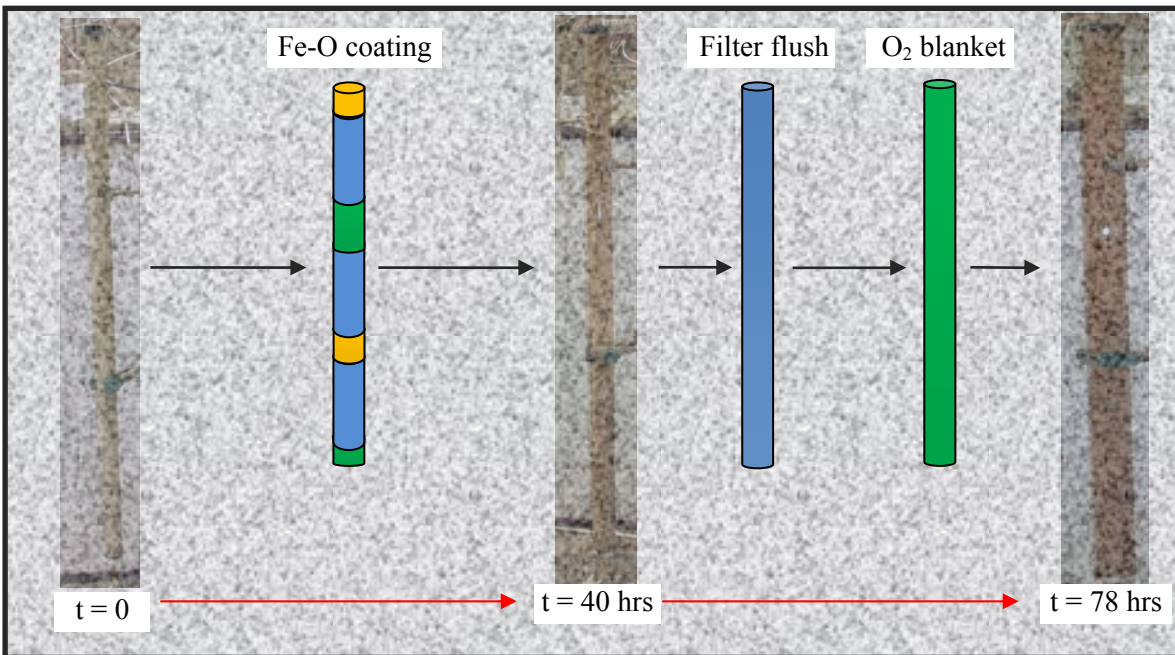 Fe-O coating
Filter flush
O₂ blanket
t = 0
t = 40 hrs
t = 78 hrs